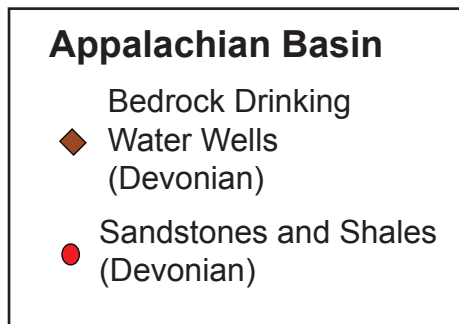 Appalachian Basin
Bedrock Drinking
Water Wells
(Devonian)
Sandstones and Shales
(Devonian)